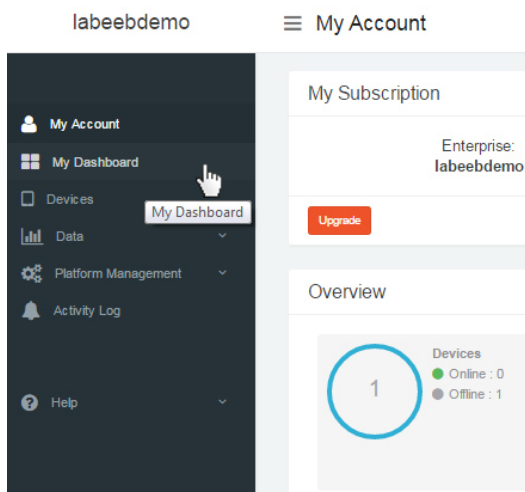 labeebdemo
My Account
My Account
My Dashboard
Devices
My Dashboard
Data
Platform Management
Activity Log
Help
My Subscription
Enterprise:
labeebdemo
Upgrade
Overview
1
Devices
Online : 0
Offline : 1